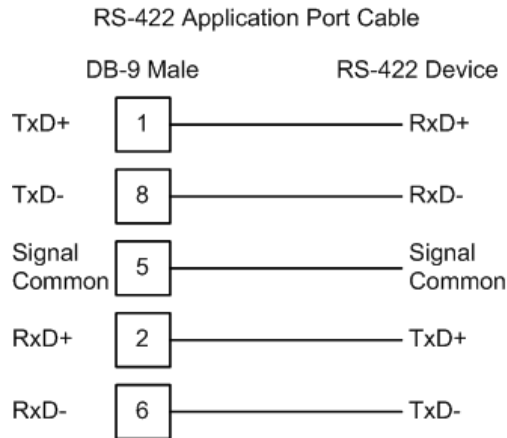 RS-422 Application Port Cable
DB-9 Male RS-422 Device
TxD+ 1 RxD+
TxD- 8 RxD-
Signal Common 5 Signal Common
RxD+ 2 TxD+
RxD- 6 TxD-